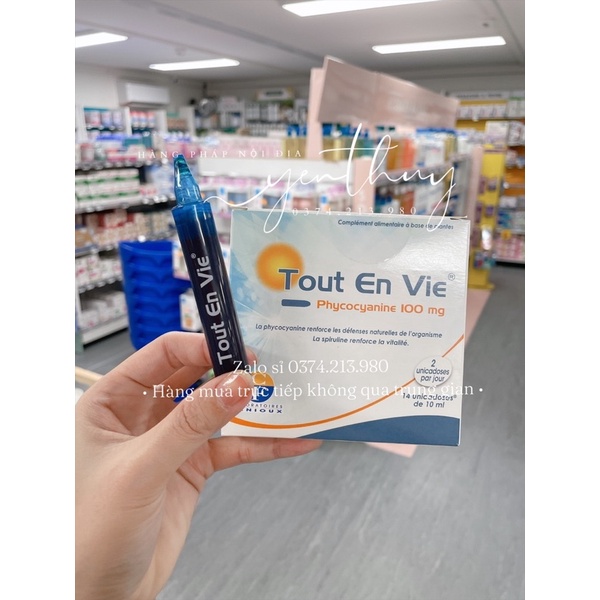 HÀNG PHÁP NỘI ĐỊA
yenthuy
Complément alimentaire à base de plantes
Tout En Vie®
Phycocyanine 100 mg
La phycocyanine renforce les défenses naturelles de l'organisme
La spiruline renforce la vitalité.
2
unicadoses
par jour
14 unicadoses
de 10 ml
Tout En Vie®
Zalo sỉ 0374.213.980
• Hàng mua trực tiếp không qua trung gian •